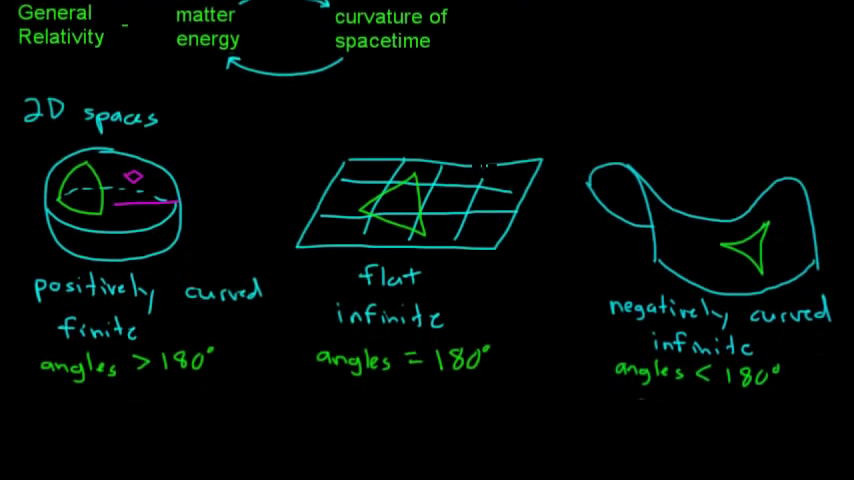 General matter curvature of
Relativity - energy spacetime
2D spaces
positively curved
finite
angles > 180°
flat
infinite
angles = 180°
negatively curved
infinite
angles < 180°